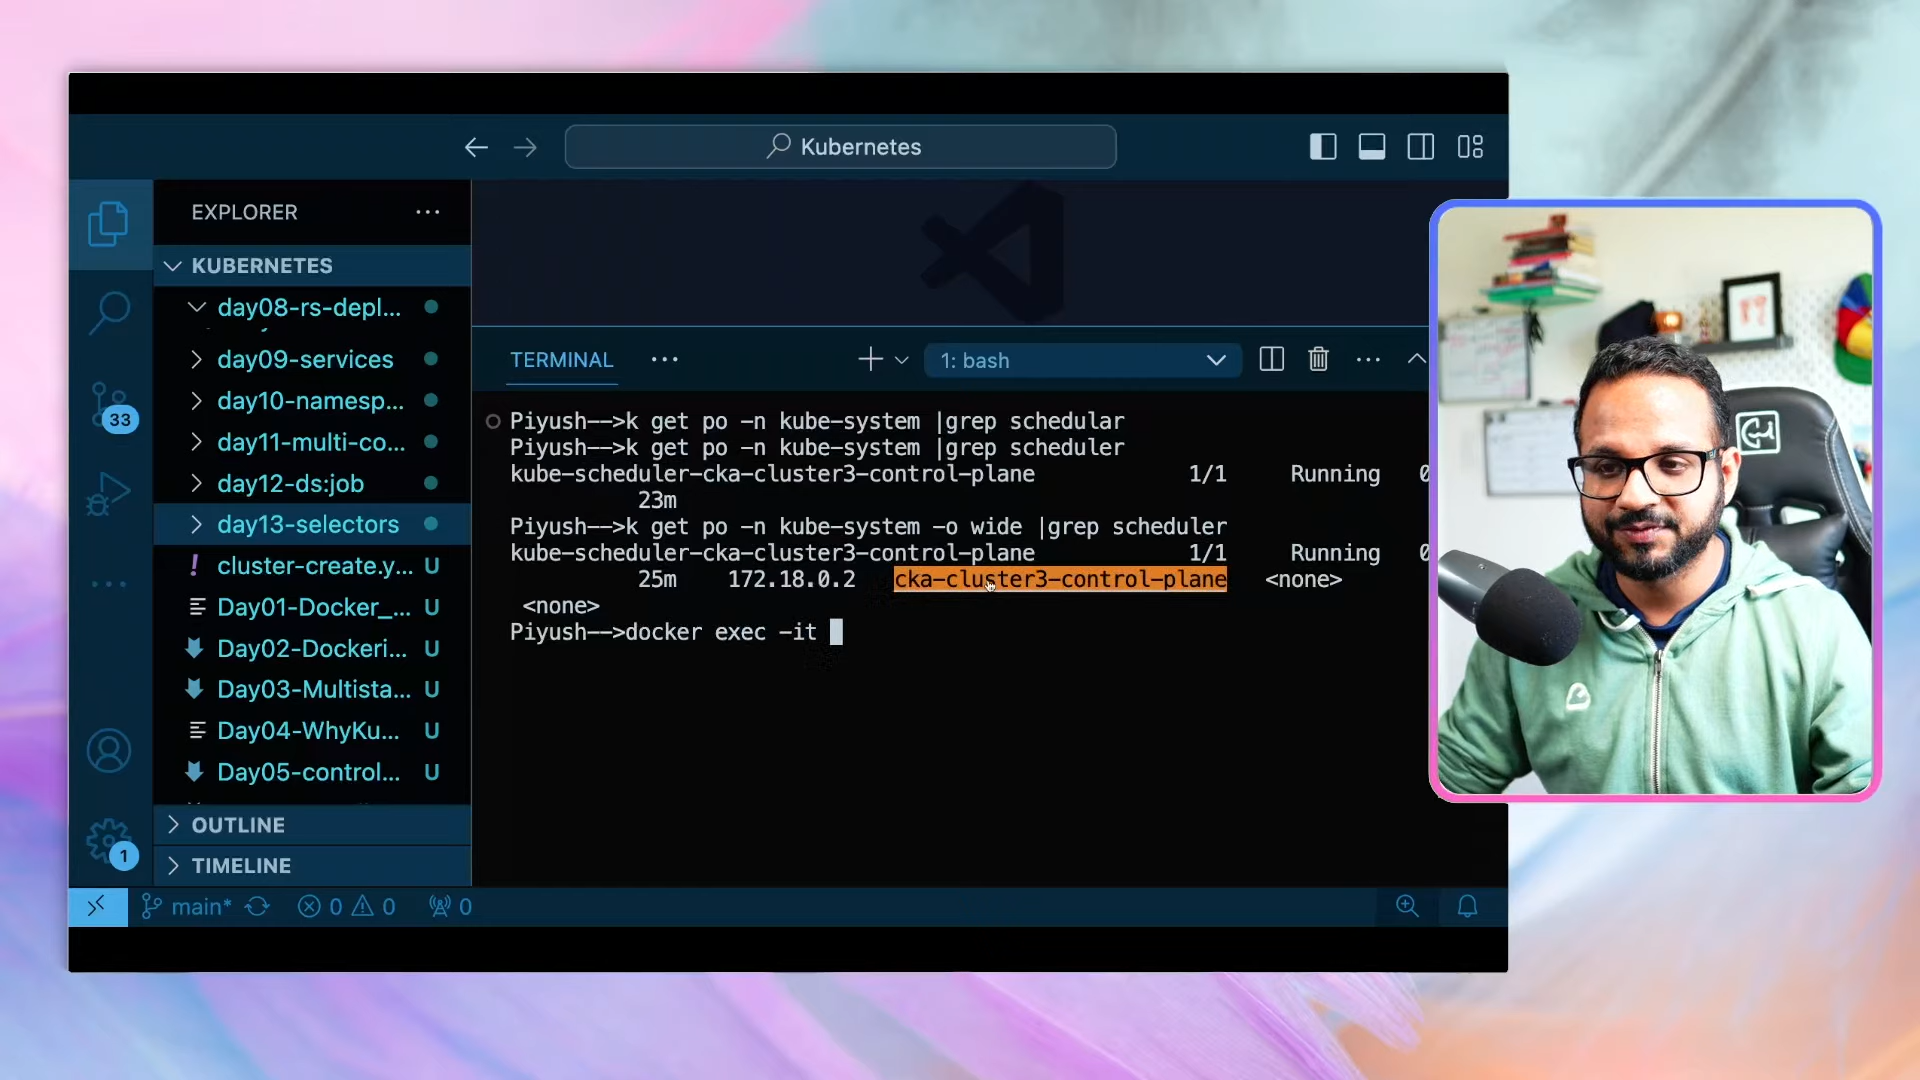 Kubernetes
EXPLORER
KUBERNETES
day08-rs-depl...
day09-services
day10-namesp...
day11-multi-co...
day12-ds:job
day13-selectors
cluster-create.y... U
Day01-Docker_... U
Day02-Dockeri... U
Day03-Multista... U
Day04-WhyKu... U
Day05-control... U
OUTLINE
TIMELINE
33
1
TERMINAL
1: bash
Piyush-->k get po -n kube-system |grep schedular
Piyush-->k get po -n kube-system |grep scheduler
kube-scheduler-cka-cluster3-control-plane 1/1 Running 0
23m
Piyush-->k get po -n kube-system -o wide |grep scheduler
kube-scheduler-cka-cluster3-control-plane 1/1 Running 0
25m 172.18.0.2 cka-cluster3-control-plane <none>
<none>
Piyush-->docker exec -it
main* 0 0 0